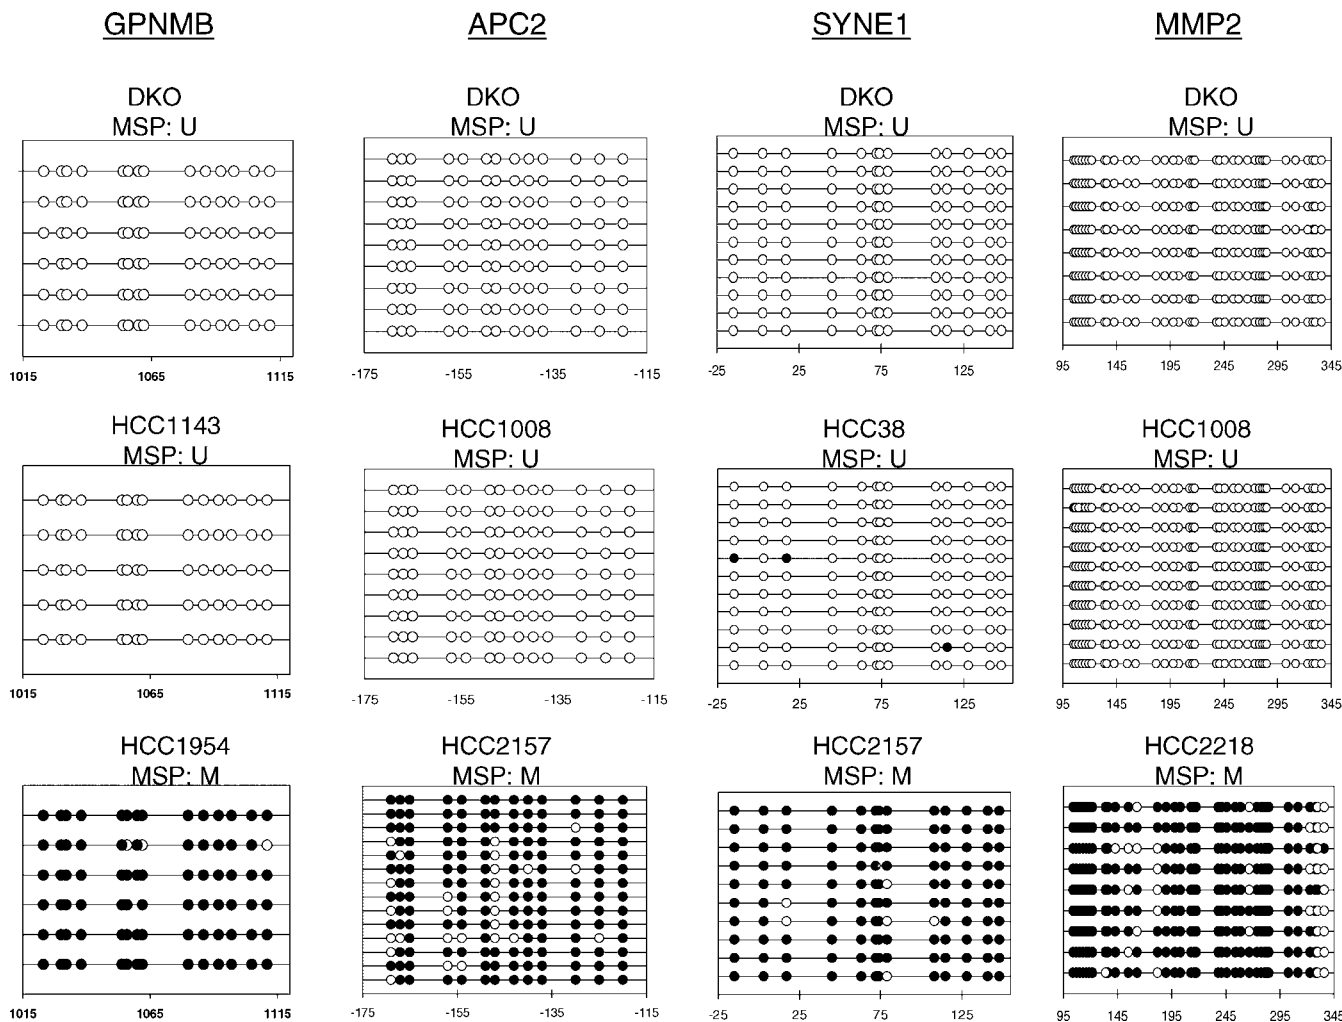 GPNMB APC2 SYNE1 MMP2
DKO DKO DKO DKO
MSP: U MSP: U MSP: U MSP: U
1015 1065 1115 -175 -155 -135 -115 -25 25 75 125 95 145 195 245 295 345
HCC1143 HCC1008 HCC38 HCC1008
MSP: U MSP: U MSP: U MSP: U
1015 1065 1115 -175 -155 -135 -115 -25 25 75 125 95 145 195 245 295 345
HCC1954 HCC2157 HCC2157 HCC2218
MSP: M MSP: M MSP: M MSP: M
1015 1065 1115 -175 -155 -135 -115 -25 25 75 125 95 145 195 245 295 345